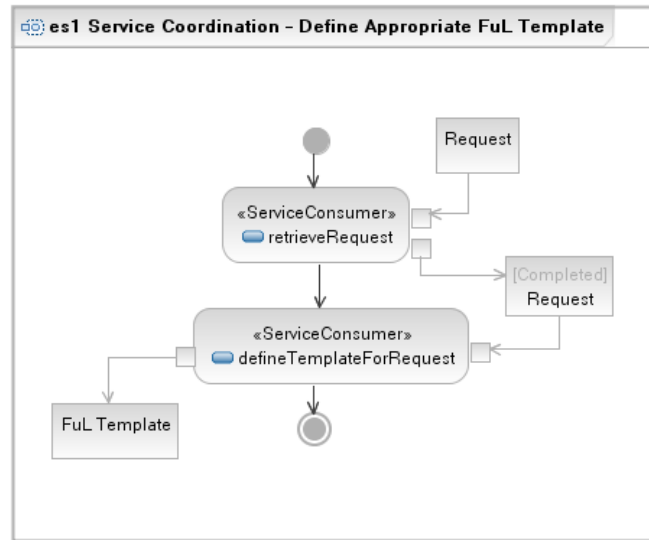 es1 Service Coordination - Define Appropriate FuL Template
Request
«ServiceConsumer»
retrieveRequest
[Completed]
Request
«ServiceConsumer»
defineTemplateForRequest
FuL Template